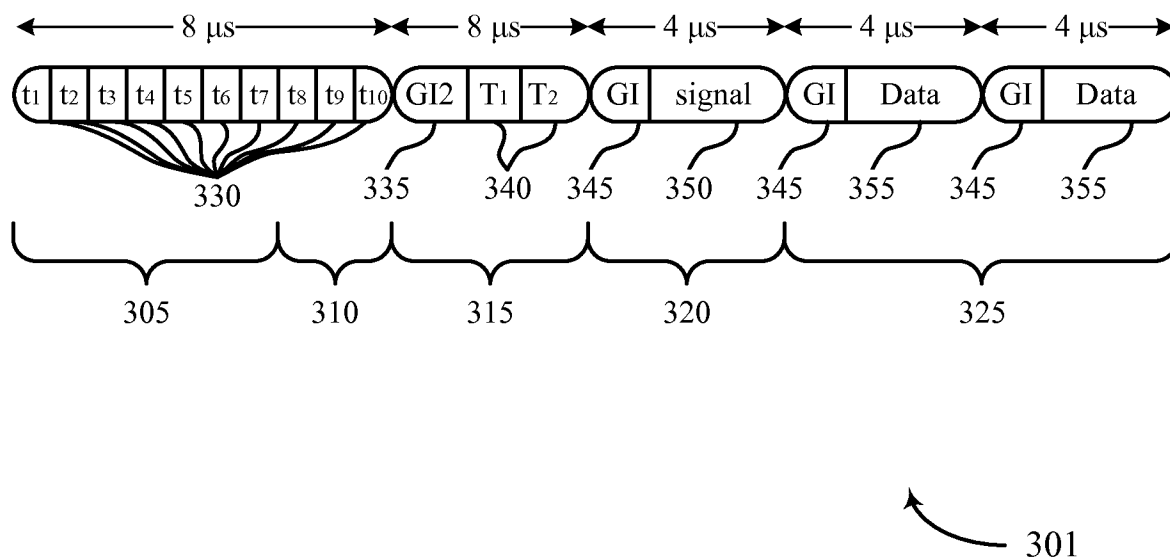 8 μs 8 μs 4 μs 4 μs 4 μs
t1 t2 t3 t4 t5 t6 t7 t8 t9 t10 GI2 T1 T2 GI signal GI Data GI Data
330 335 340 345 350 345 355 345 355
305 310 315 320 325
301